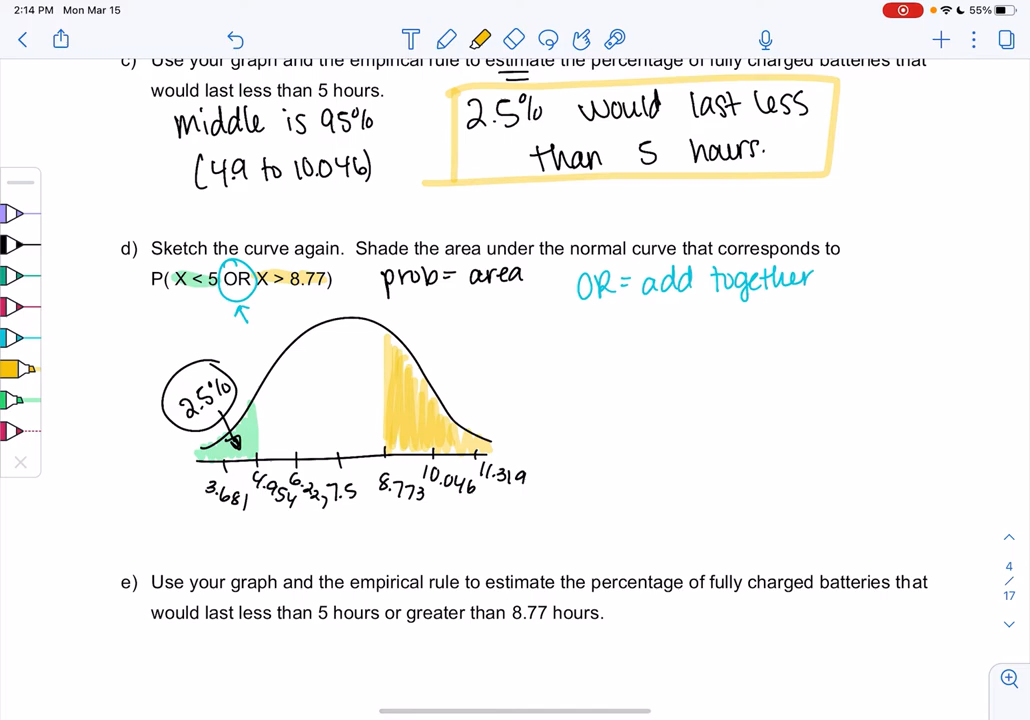 2:14 PM Mon Mar 15
55%
c) Use your graph and the empirical rule to estimate the percentage of fully charged batteries that
would last less than 5 hours.
middle is 95%
(4.9 to 10.046)
2.5% would last less
than 5 hours.
d) Sketch the curve again. Shade the area under the normal curve that corresponds to
P( X < 5 OR X > 8.77)
prob = area
OR = add together
2.5%
3.681 4.954 6.227 7.5 8.773 10.046 11.319
e) Use your graph and the empirical rule to estimate the percentage of fully charged batteries that
would last less than 5 hours or greater than 8.77 hours.
4
/
17